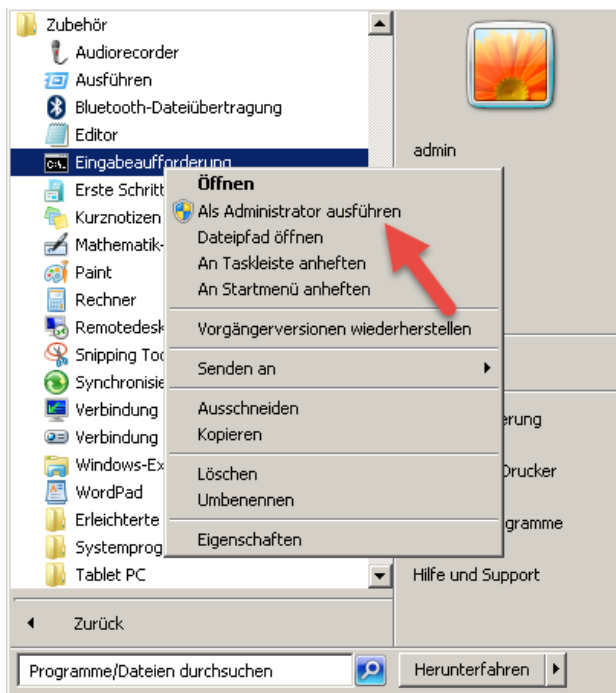 Zubehör
Audiorecorder
Ausführen
Bluetooth-Dateiübertragung
Editor
Eingabeaufforderung
Erste Schritt
Kurznotizen
Mathematik-
Paint
Rechner
Remotedesk
Snipping Too
Synchronisie
Verbindung
Verbindung
Windows-Ex
WordPad
Erleichterte
Systemprog
Tablet PC
Zurück
Programme/Dateien durchsuchen
Öffnen
Als Administrator ausführen
Dateipfad öffnen
An Taskleiste anheften
An Startmenü anheften
Vorgängerversionen wiederherstellen
Senden an
Ausschneiden
Kopieren
Löschen
Umbenennen
Eigenschaften
admin
erung
Drucker
ogramme
Hilfe und Support
Herunterfahren